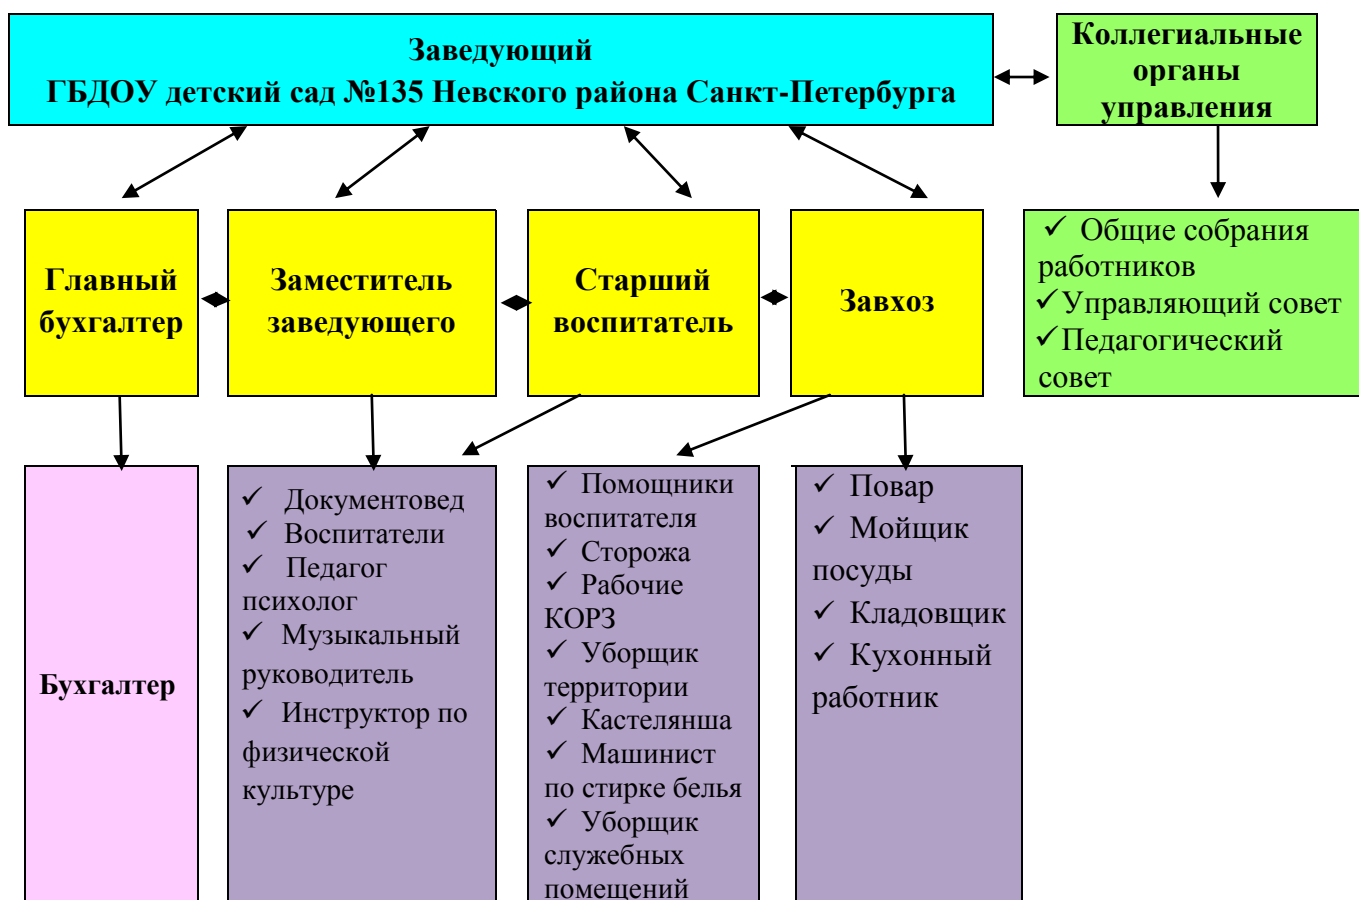 Заведующий
ГБДОУ детский сад №135 Невского района Санкт-Петербурга
Коллегиальные
органы
управления
Главный
бухгалтер
Заместитель
заведующего
Старший
воспитатель
Завхоз
✓ Общие собрания
работников
✓Управляющий совет
✓Педагогический
совет
Бухгалтер
✓ Документовед
✓ Воспитатели
✓ Педагог
психолог
✓ Музыкальный
руководитель
✓ Инструктор по
физической
культуре
✓ Помощники
воспитателя
✓ Сторожа
✓ Рабочие
КОРЗ
✓ Уборщик
территории
✓ Кастелянша
✓ Машинист
по стирке белья
✓ Уборщик
служебных
помещений
✓ Повар
✓ Мойщик
посуды
✓ Кладовщик
✓ Кухонный
работник